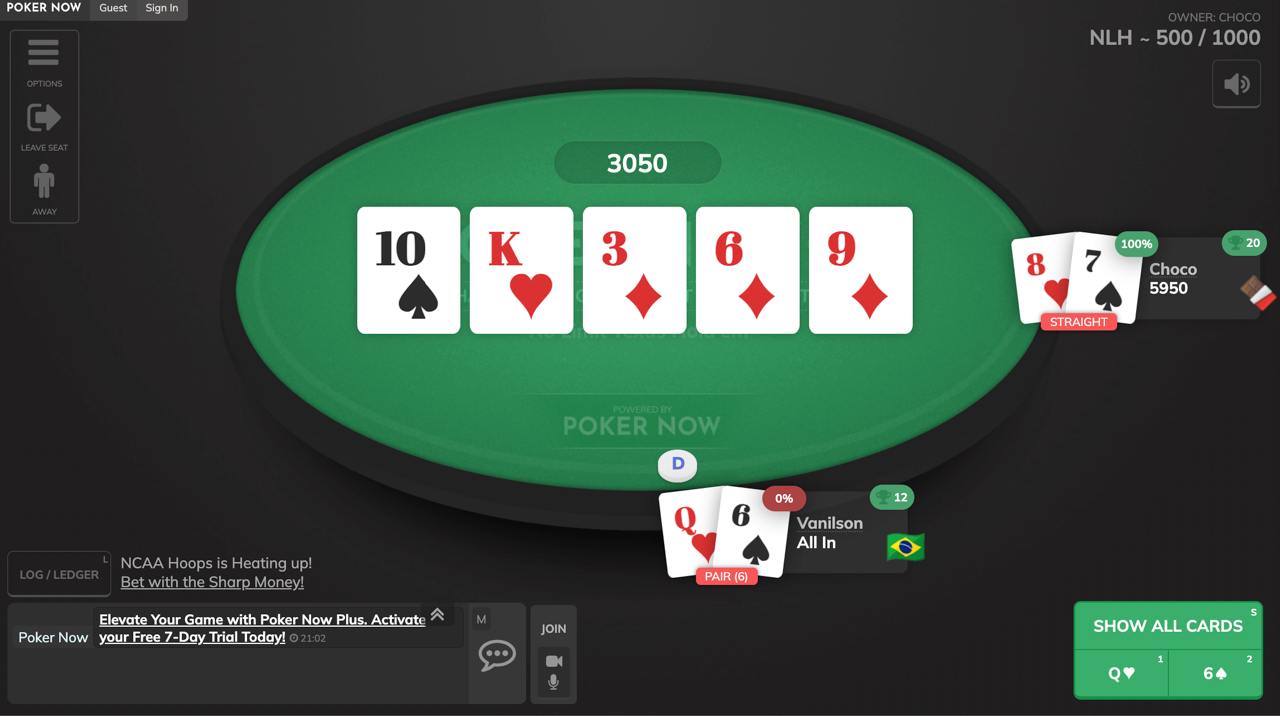 POKER NOW Guest Sign In
OWNER: CHOCO
NLH ~ 500 / 1000
OPTIONS
LEAVE SEAT
AWAY
3050
10 K 3 6 9
8 7
100%
20
Choco
5950
STRAIGHT
POWERED BY
POKER NOW
D
Q 6
0%
12
Vanilson
All In
PAIR (6)
LOG / LEDGER L
NCAA Hoops is Heating up!
Bet with the Sharp Money!
Poker Now
Elevate Your Game with Poker Now Plus. Activate
your Free 7-Day Trial Today! 21:02
M
JOIN
SHOW ALL CARDS S
Q♥ 1
6♠ 2